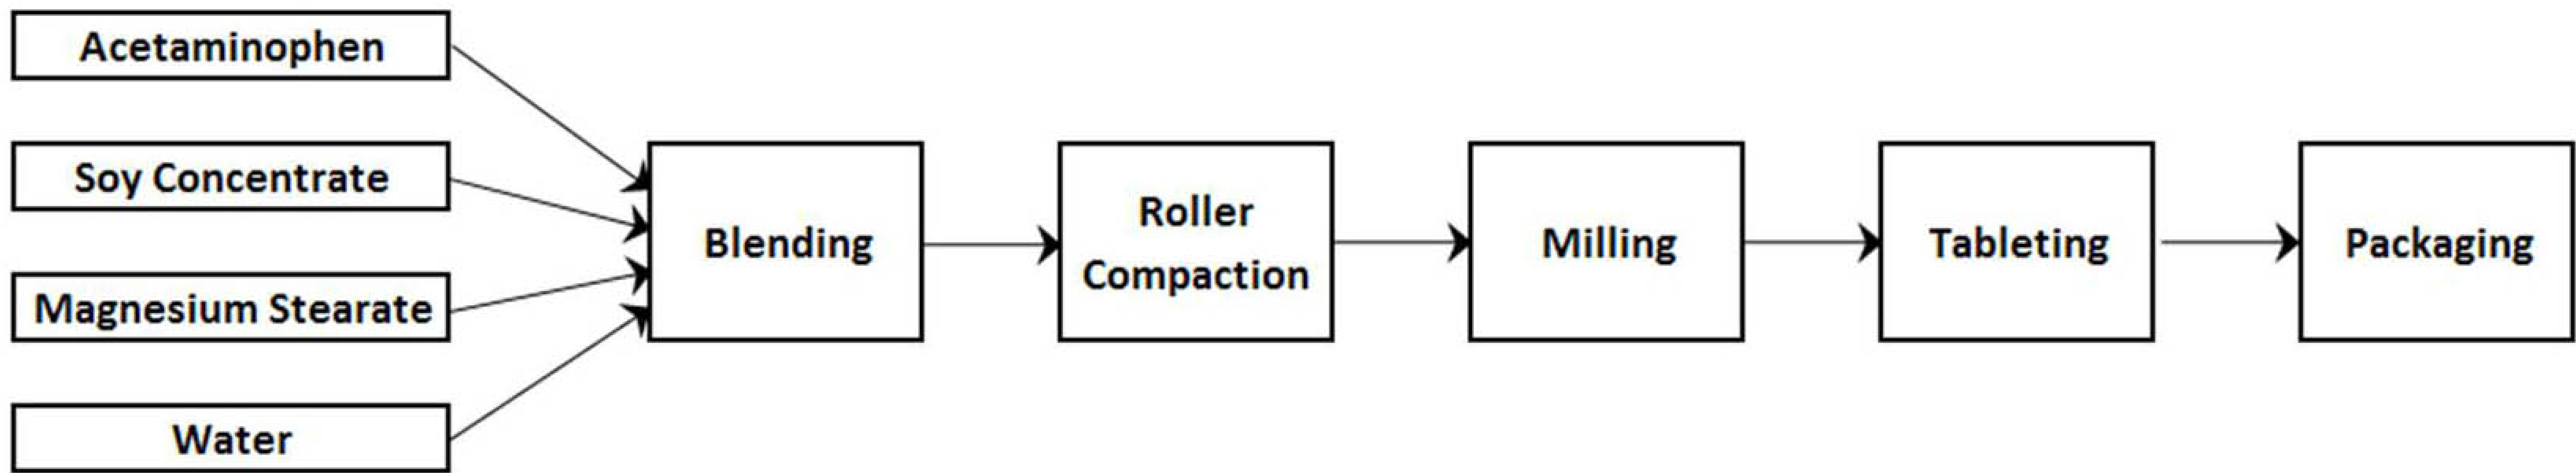 Acetaminophen
Soy Concentrate
Magnesium Stearate
Water
Blending
Roller
Compaction
Milling
Tableting
Packaging